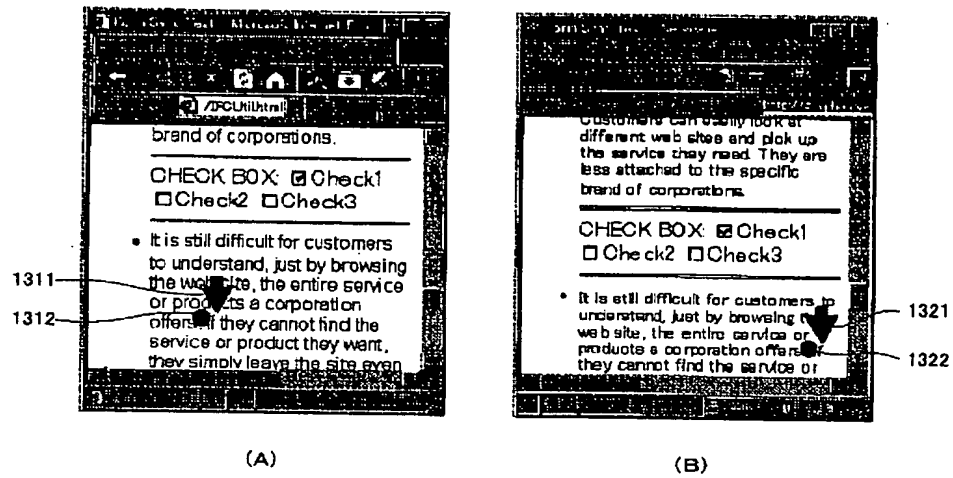 /IFCUtil.html
brand of corporations.
CHECK BOX: Check1
Check2 Check3
• It is still difficult for customers
to understand, just by browsing
the web site, the entire service
or products a corporation
offers. If they cannot find the
service or product they want,
they simply leave the site even
1311
1312
(A)
Customers can easily look at
different web sites and pick up
the service they need. They are
less attached to the specific
brand of corporations.
CHECK BOX: Check1
Check2 Check3
• It is still difficult for customers to
understand, just by browsing
web site, the entire service or
products a corporation offers.
they cannot find the service or
1321
1322
(B)